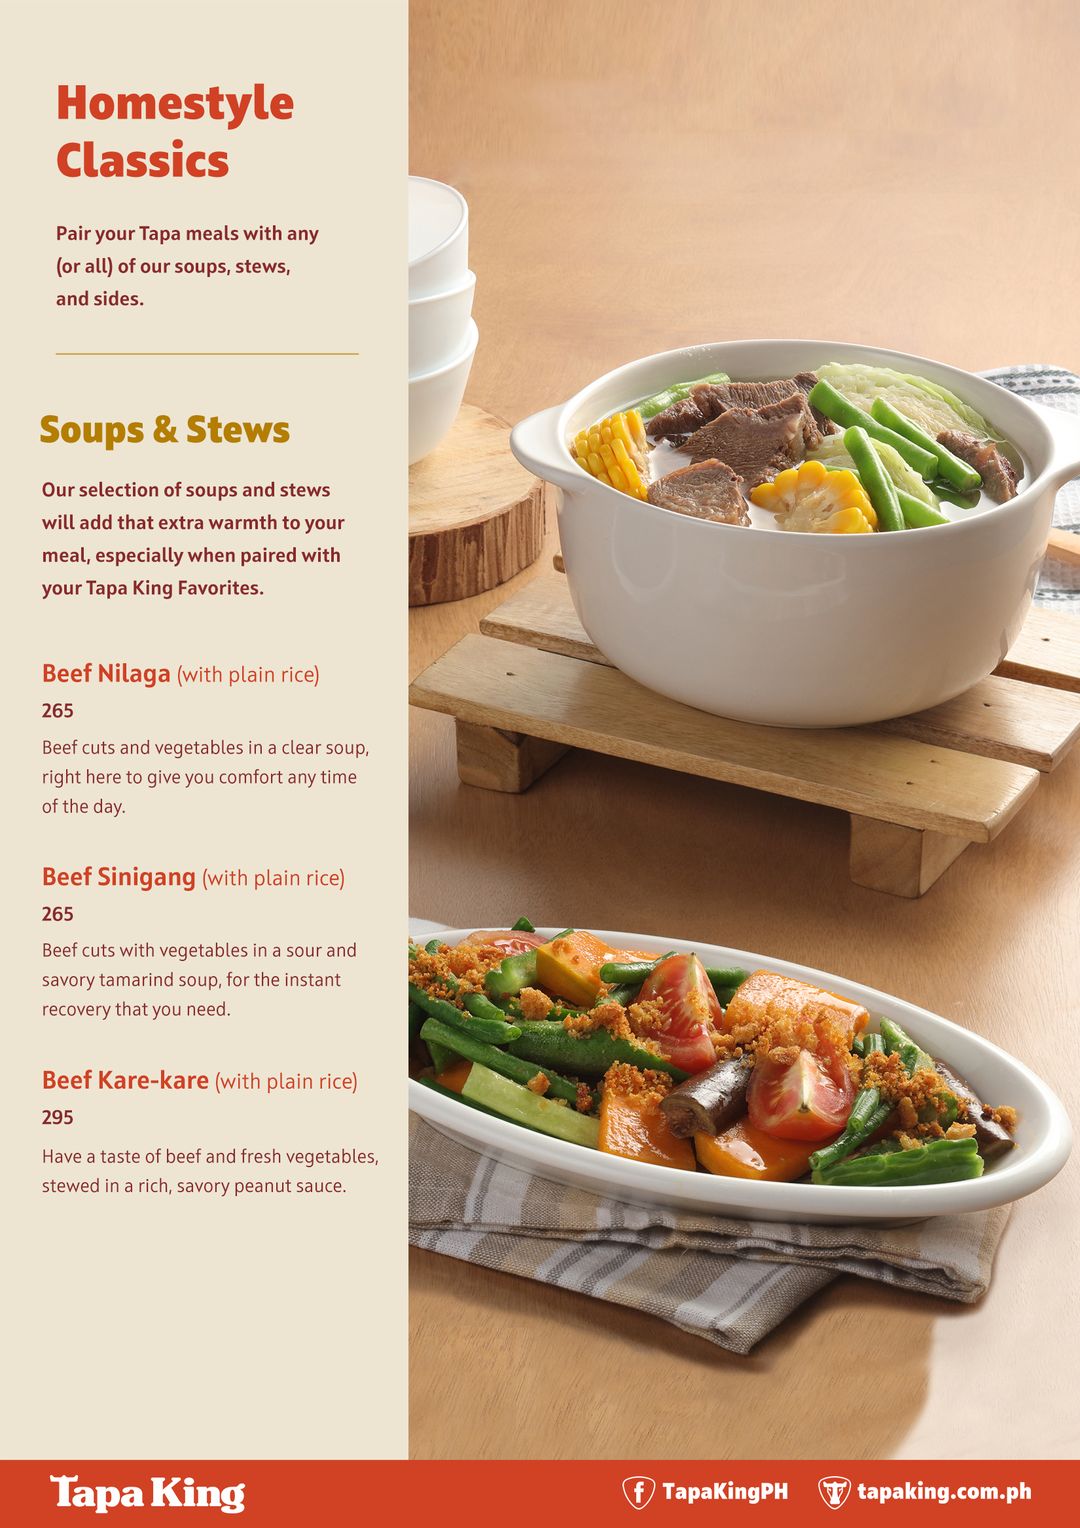 Homestyle
Classics
Pair your Tapa meals with any
(or all) of our soups, stews,
and sides.
Soups & Stews
Our selection of soups and stews
will add that extra warmth to your
meal, especially when paired with
your Tapa King Favorites.
Beef Nilaga (with plain rice)
265
Beef cuts and vegetables in a clear soup,
right here to give you comfort any time
of the day.
Beef Sinigang (with plain rice)
265
Beef cuts with vegetables in a sour and
savory tamarind soup, for the instant
recovery that you need.
Beef Kare-kare (with plain rice)
295
Have a taste of beef and fresh vegetables,
stewed in a rich, savory peanut sauce.
Tapa King
TapaKingPH
tapaking.com.ph